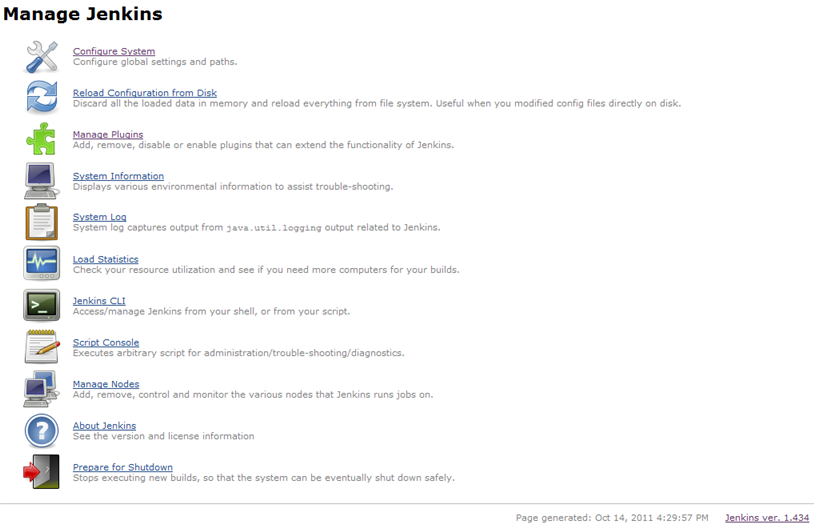 Manage Jenkins
Configure System
Configure global settings and paths.
Reload Configuration from Disk
Discard all the loaded data in memory and reload everything from file system. Useful when you modified config files directly on disk.
Manage Plugins
Add, remove, disable or enable plugins that can extend the functionality of Jenkins.
System Information
Displays various environmental information to assist trouble-shooting.
System Log
System log captures output from java.util.logging output related to Jenkins.
Load Statistics
Check your resource utilization and see if you need more computers for your builds.
Jenkins CLI
Access/manage Jenkins from your shell, or from your script.
Script Console
Executes arbitrary script for administration/trouble-shooting/diagnostics.
Manage Nodes
Add, remove, control and monitor the various nodes that Jenkins runs jobs on.
About Jenkins
See the version and license information
Prepare for Shutdown
Stops executing new builds, so that the system can be eventually shut down safely.
Page generated: Oct 14, 2011 4:29:57 PM Jenkins ver. 1.434